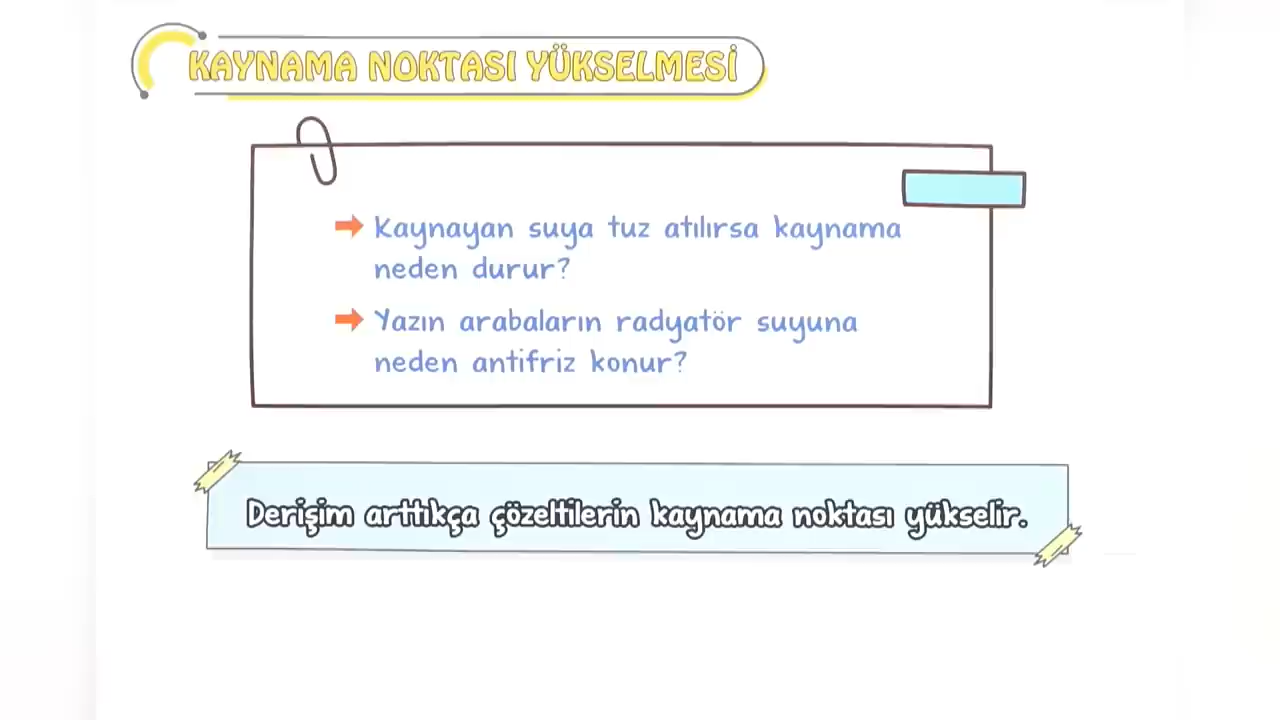 KAYNAMA NOKTASI YÜKSELMESİ
Kaynayan suya tuz atılırsa kaynama
neden durur?
Yazın arabaların radyatör suyuna
neden antifriz konur?
Derişim arttıkça çözeltilerin kaynama noktası yükselir.